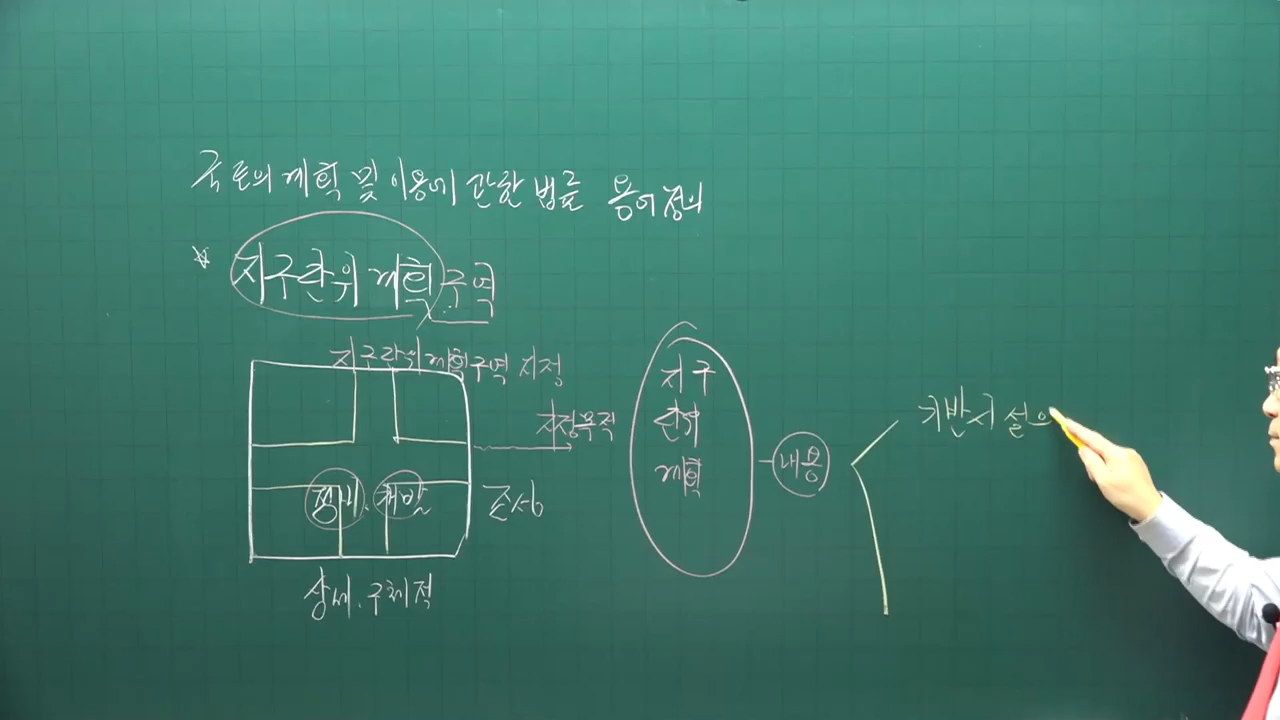 국토의 계획 및 이용에 관한 법률 용어정의
지구단위계획구역
지구단위계획구역 지정
지정목적
정비. 개발
조성
상세. 구체적
지구
단위
계획
내용
기반시설의